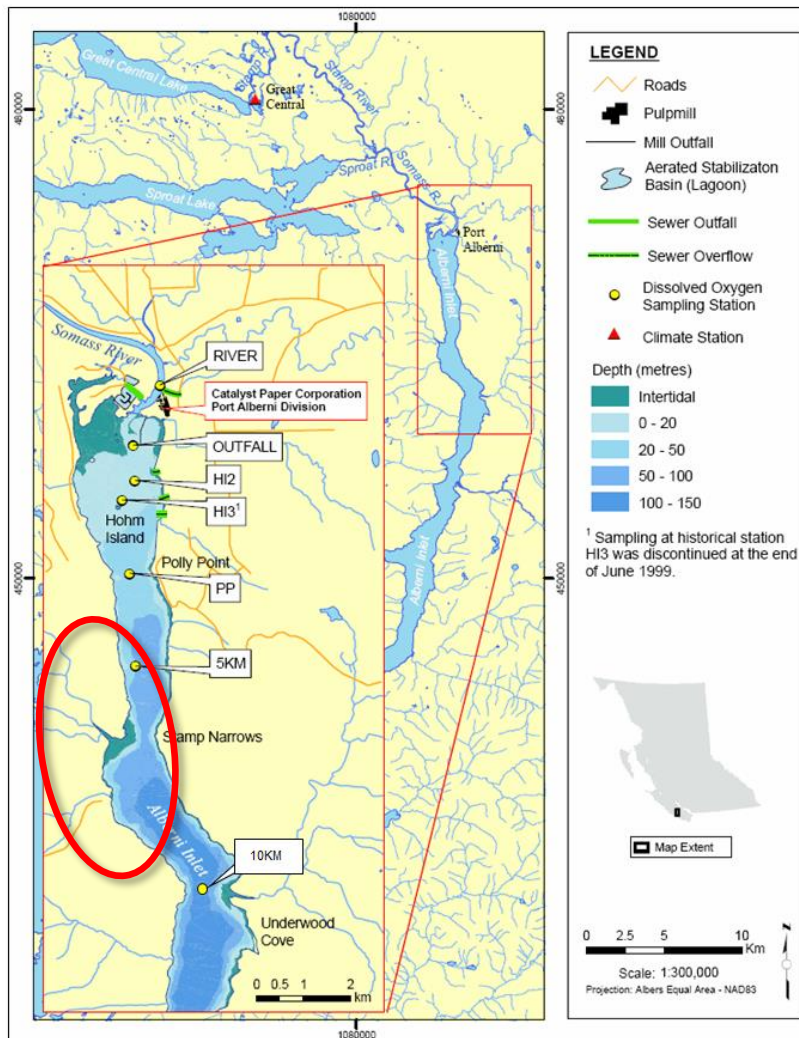 1080000
480000
480000
Great Central Lake
Stamp R.
Great
Central
Stamp River
Sproat R.
Somass R.
Sproat Lake
Port
Alberni
Alberni Inlet
Alberni Inlet
Somass River
RIVER
Catalyst Paper Corporation
Port Alberni Division
OUTFALL
HI2
HI3¹
Hohm
Island
Polly Point
PP
450000
450000
5KM
Stamp Narrows
Alberni Inlet
10KM
Underwood
Cove
0 0.5 1 2
km
1080000
LEGEND
Roads
Pulpmill
Mill Outfall
Aerated Stabilizaton
Basin (Lagoon)
Sewer Outfall
Sewer Overflow
Dissolved Oxygen
Sampling Station
Climate Station
Depth (metres)
Intertidal
0 - 20
20 - 50
50 - 100
100 - 150
¹ Sampling at historical station
HI3 was discontinued at the end
of June 1999.
Map Extent
0 2.5 5 10
Km
Scale: 1:300,000
Projection: Albers Equal Area - NAD83